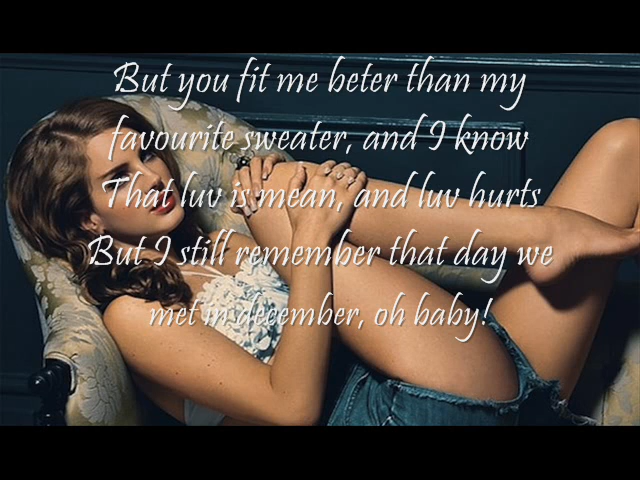 But you fit me beter than my
favourite sweater, and I know
That luv is mean, and luv hurts
But I still remember that day we
met in december, oh baby!